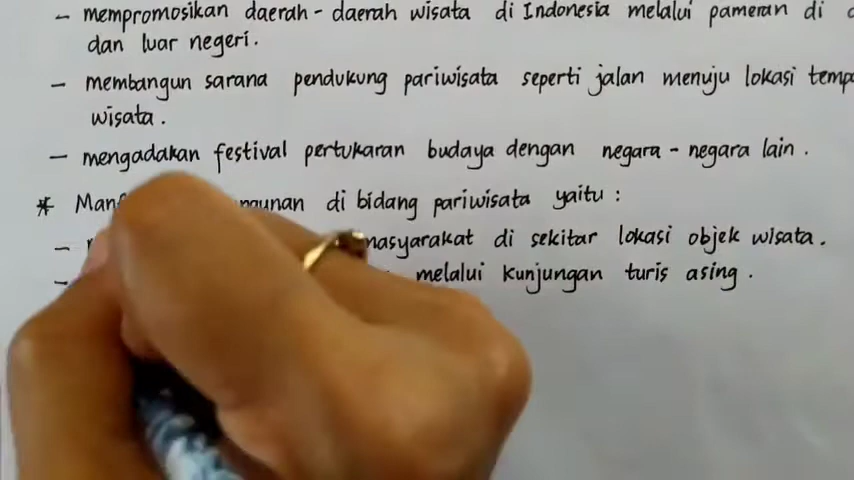 - mempromosikan daerah - daerah wisata di Indonesia melalui pameran di
dan luar negeri.
- membangun sarana pendukung pariwisata seperti jalan menuju lokasi
wisata.
- mengadakan festival pertukaran budaya dengan negara - negara lain.
* di bidang pariwisata yaitu :
- masyarakat di sekitar lokasi objek wisata.
- melalui kunjungan turis asing.